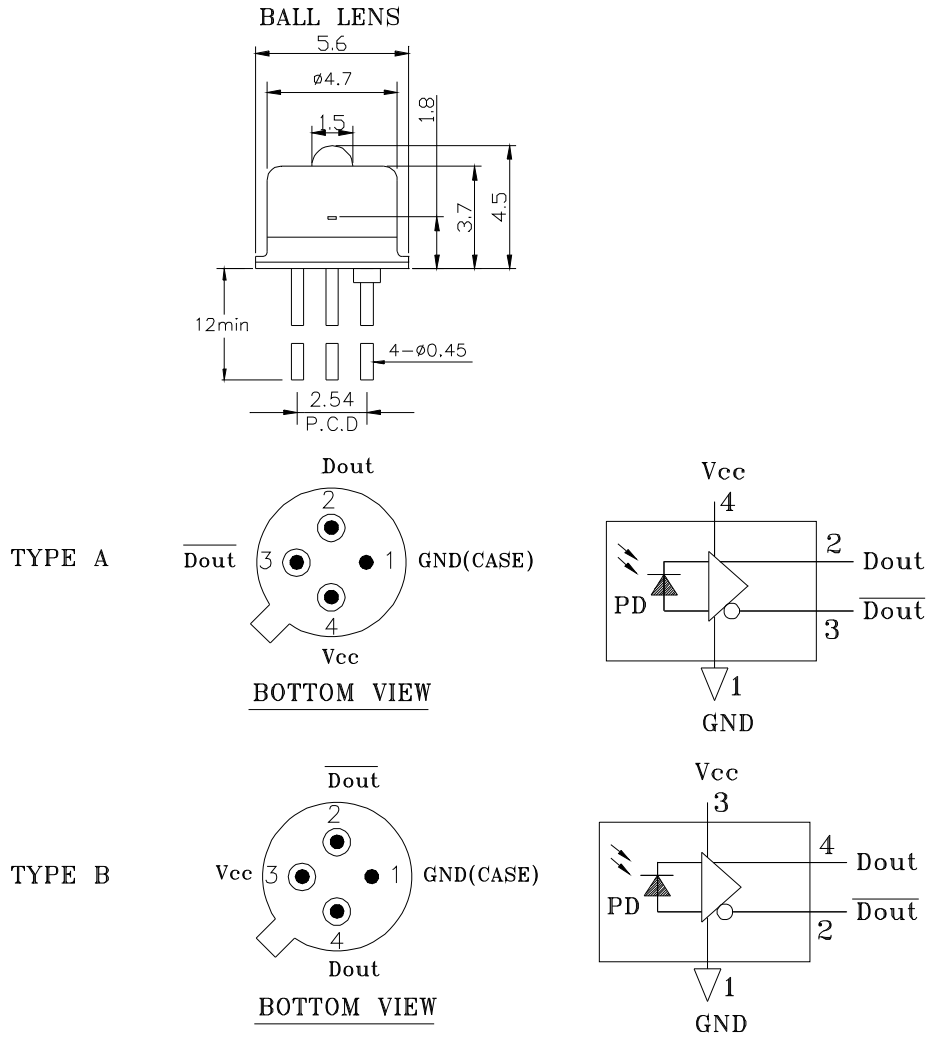 BALL LENS
5.6
ø4.7
1.8
1.5
3.7
4.5
12min
4-ø0.45
2.54
P.C.D
TYPE A
Dout
2
Dout
3
1
GND(CASE)
4
Vcc
BOTTOM VIEW
Vcc
4
2
Dout
PD
Dout
3
1
GND
TYPE B
Dout
2
Vcc
3
1
GND(CASE)
4
Dout
BOTTOM VIEW
Vcc
3
4
Dout
PD
Dout
2
1
GND